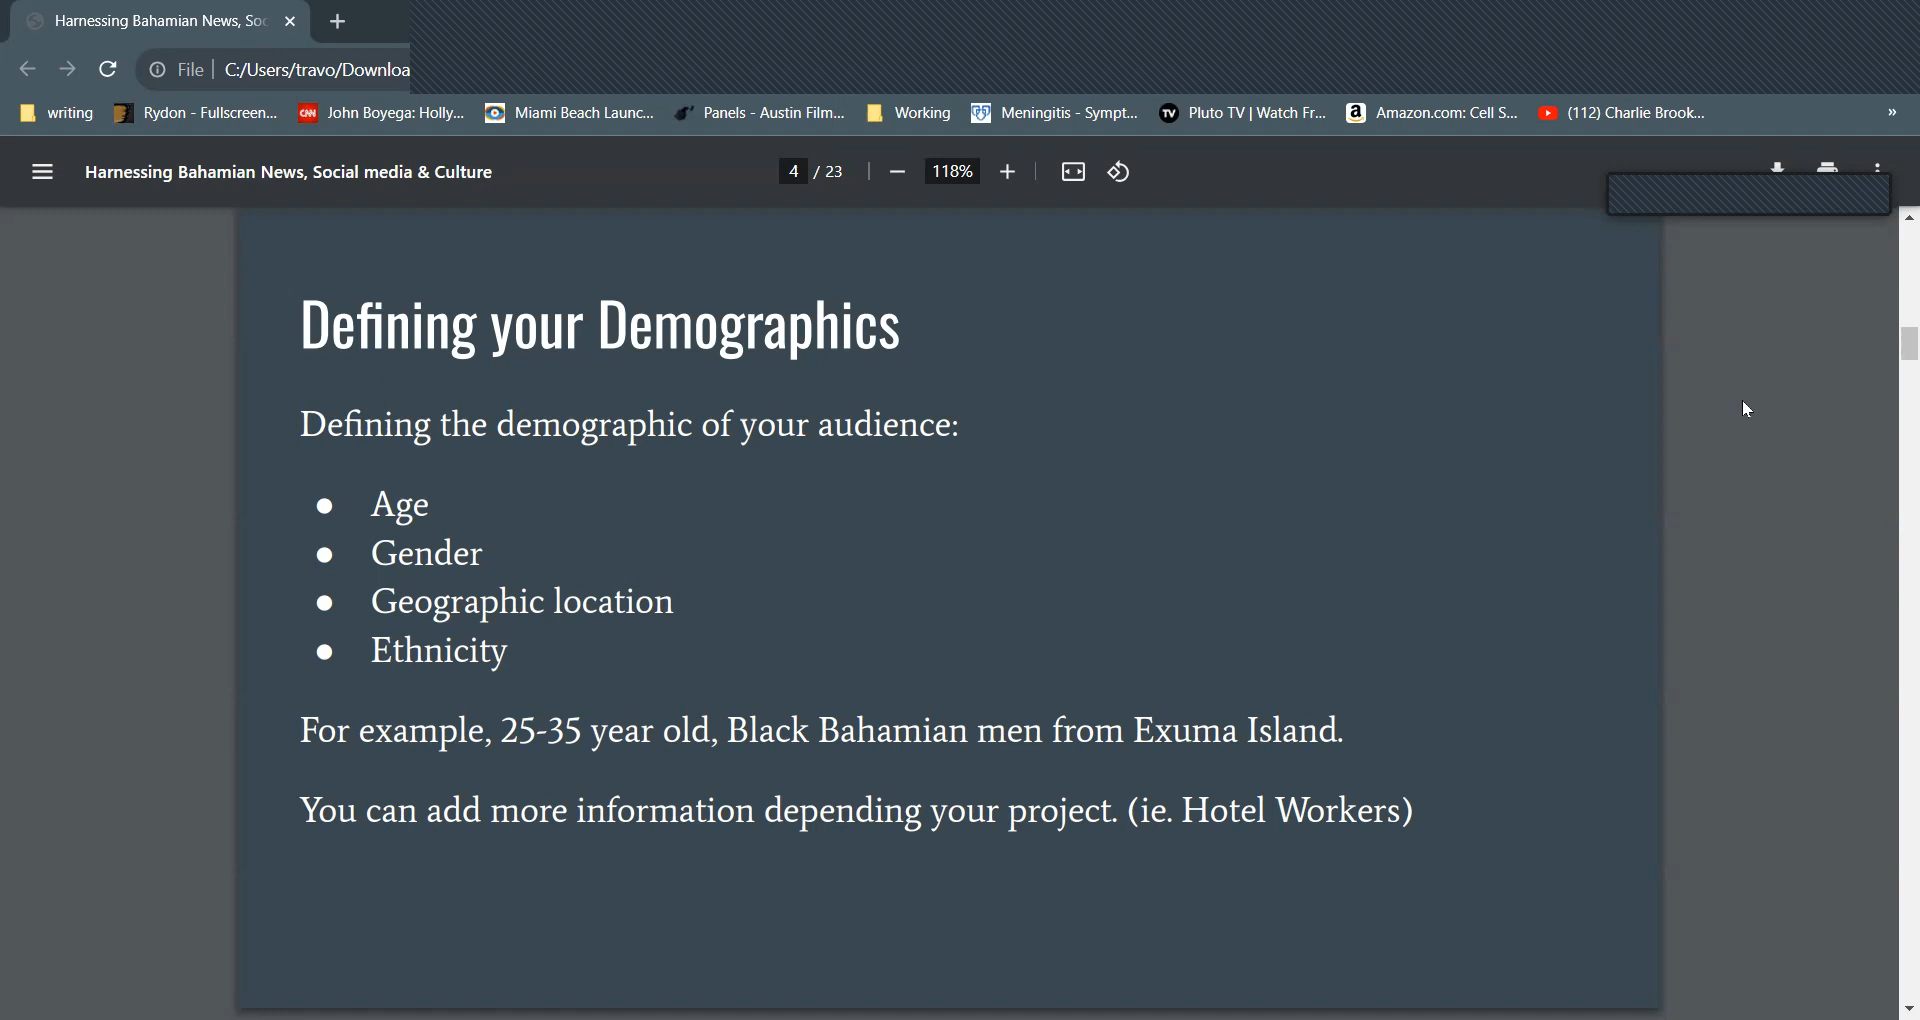 Harnessing Bahamian News, Soc
File
C:/Users/travo/Downloa
writing
Rydon - Fullscreen...
CNN
John Boyega: Holly...
Miami Beach Launc...
Panels - Austin Film...
Working
Meningitis - Sympt...
TV
Pluto TV | Watch Fr...
a
Amazon.com: Cell S...
(112) Charlie Brook...
»
Harnessing Bahamian News, Social media & Culture
4 / 23
118%
Defining your Demographics
Defining the demographic of your audience:
● Age
● Gender
● Geographic location
● Ethnicity
For example, 25-35 year old, Black Bahamian men from Exuma Island.
You can add more information depending your project. (ie. Hotel Workers)